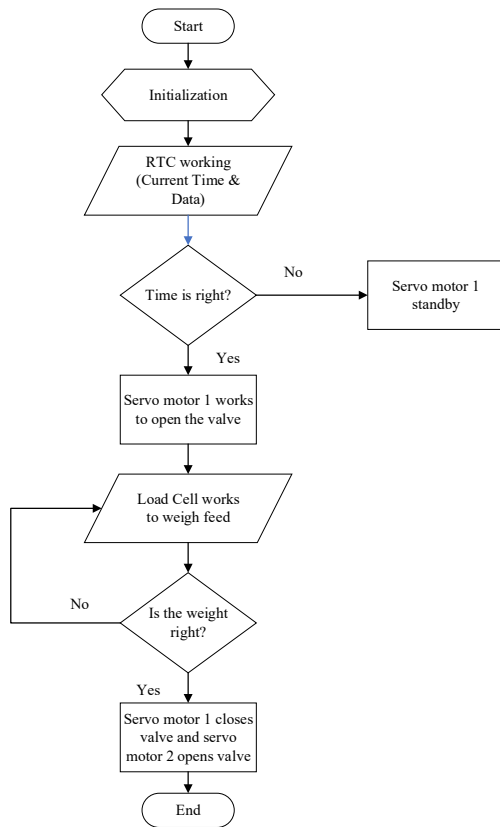 Start
Initialization
RTC working
(Current Time &
Data)
Time is right?
No
Servo motor 1
standby
Yes
Servo motor 1 works
to open the valve
Load Cell works
to weigh feed
No
Is the weight
right?
Yes
Servo motor 1 closes
valve and servo
motor 2 opens valve
End